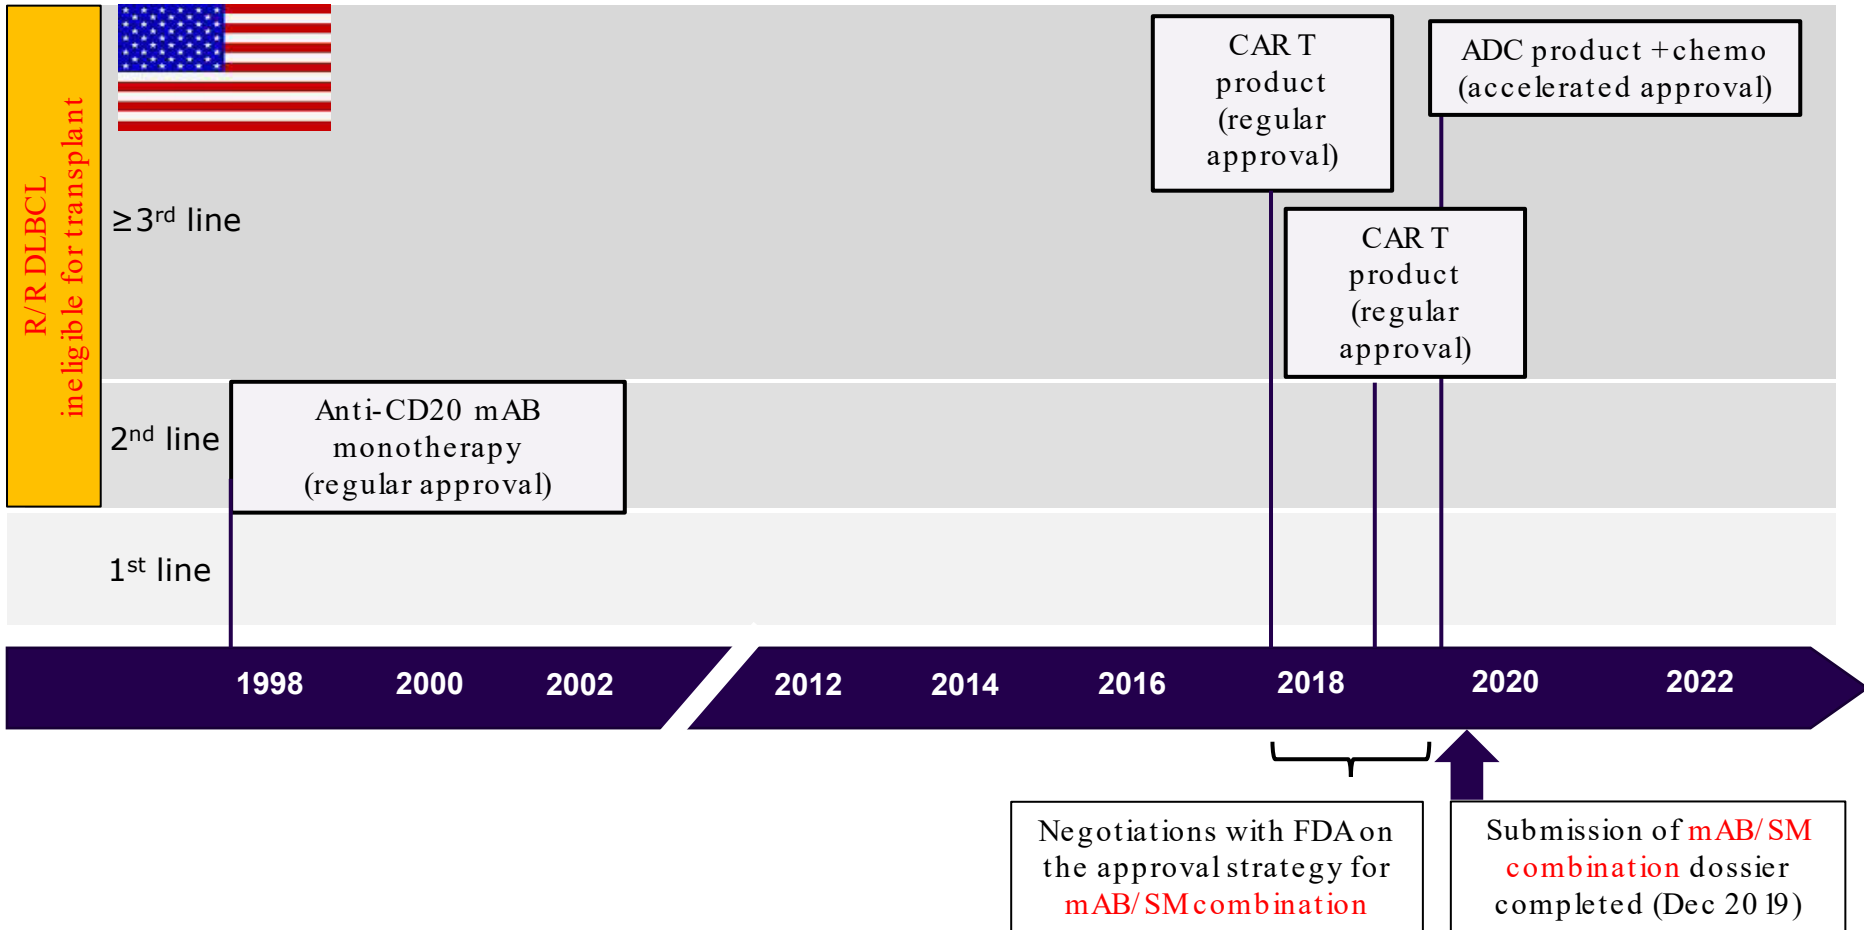 R/R DLBCL
ineligible for transplant
≥3rd line
2nd line
1st line
CAR T
product
(regular
approval)
ADC product +chemo
(accelerated approval)
CAR T
product
(regular
approval)
Anti-CD20 mAB
monotherapy
(regular approval)
1998
2000
2002
2012
2014
2016
2018
2020
2022
Negotiations with FDA on
the approval strategy for
mAB/SM combination
Submission of mAB/SM
combination dossier
completed (Dec 2019)